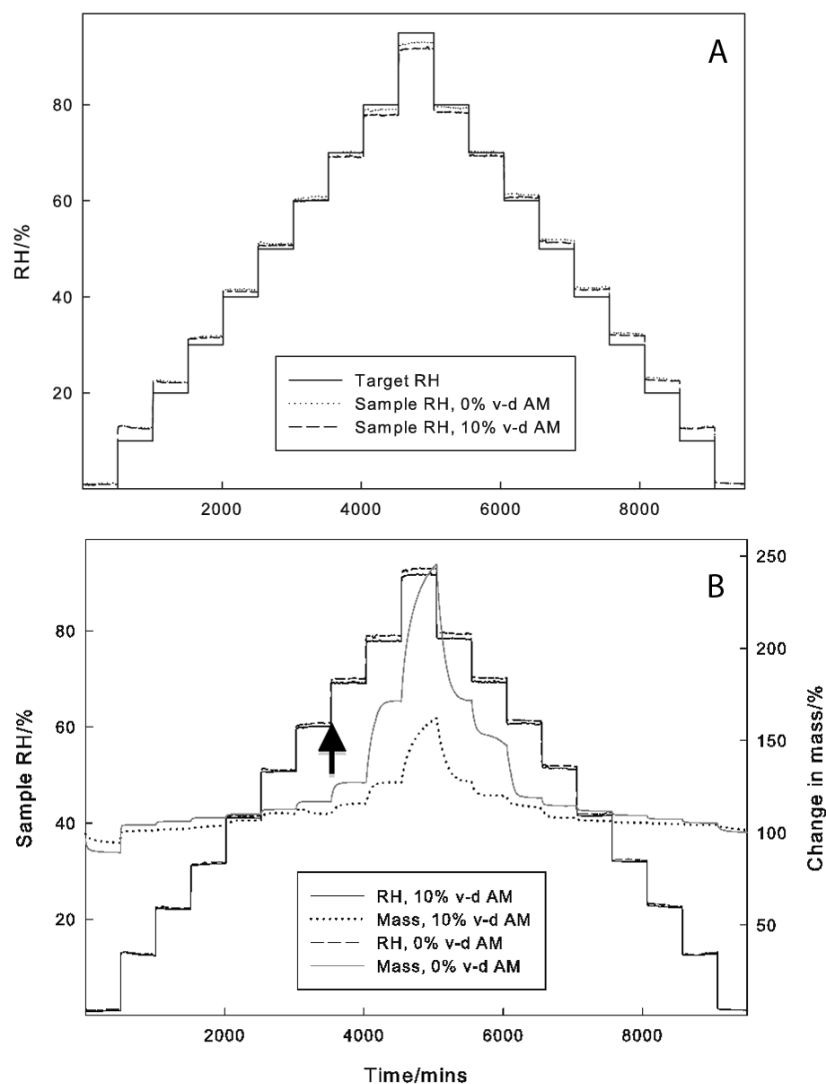 A
RH/%
80
60
40
20
Target RH
Sample RH, 0% v-d AM
Sample RH, 10% v-d AM
2000
4000
6000
8000
B
Sample RH/%
80
60
40
20
250
200
150
100
50
Change in mass/%
RH, 10% v-d AM
Mass, 10% v-d AM
RH, 0% v-d AM
Mass, 0% v-d AM
2000
4000
6000
8000
Time/mins